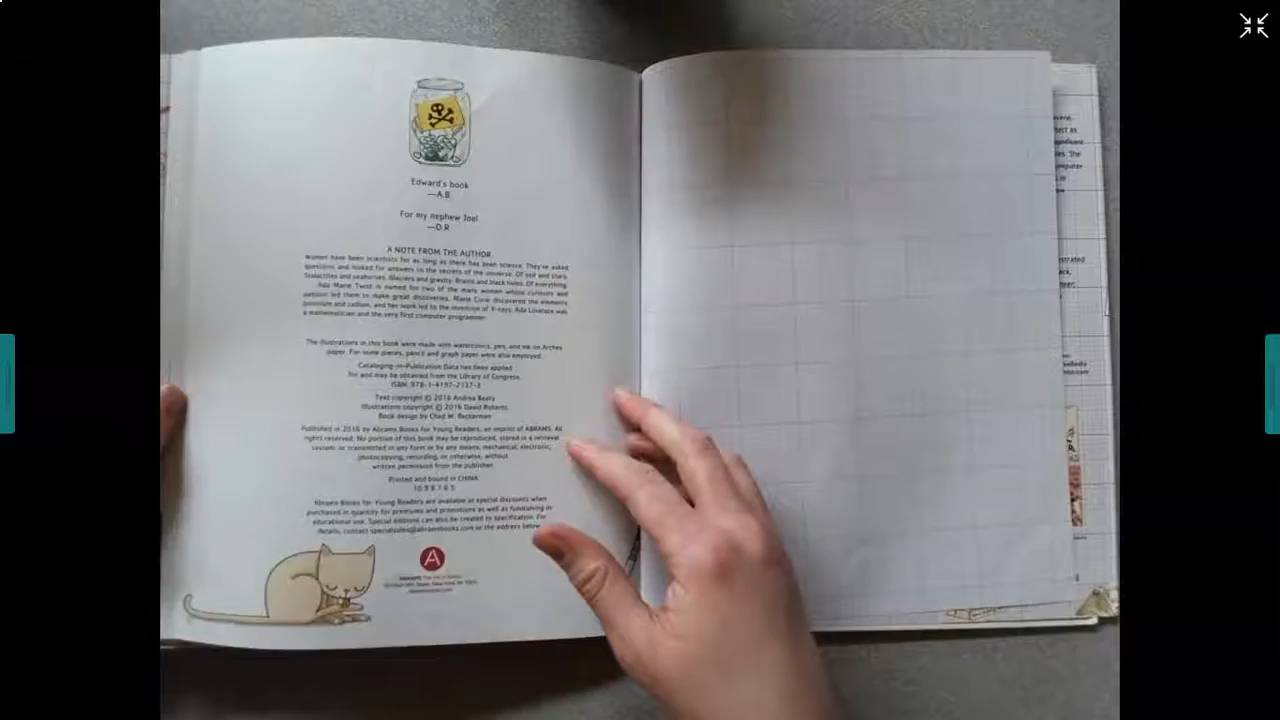 Edward's book
—A.B
For my nephew Joel
—D.R
A NOTE FROM THE AUTHOR
Women have been scientists for as long as there has been science. They've asked
questions and looked for answers to the secrets of the universe. Of soil and stars.
Stalactites and seahorses. Glaciers and gravity. Brains and black holes. Of everything.
Ada Marie Twist is named for two of the many women whose curiosity and
passion led them to make great discoveries. Marie Curie discovered the elements
polonium and radium, and her work led to the invention of X-rays. Ada Lovelace was
a mathematician and the very first computer programmer.
The illustrations in this book were made with watercolors, pen, and ink on Arches
paper. For some pieces, pencil and graph paper were also employed.
Cataloging-in-Publication Data has been applied
for and may be obtained from the Library of Congress.
ISBN: 978-1-4197-2137-3
Text copyright © 2016 Andrea Beaty
Illustrations copyright © 2016 David Roberts
Book design by Chad W. Beckerman
Published in 2016 by Abrams Books for Young Readers, an imprint of ABRAMS. All
rights reserved. No portion of this book may be reproduced, stored in a retrieval
system, or transmitted in any form or by any means, mechanical, electronic,
photocopying, recording, or otherwise, without
written permission from the publisher.
Printed and bound in CHINA
10 9 8 7 6 5
Abrams Books for Young Readers are available at special discounts when
purchased in quantity for premiums and promotions as well as fundraising or
educational use. Special editions can also be created to specification. For
details, contact specialsales@abramsbooks.com or the address below.
A